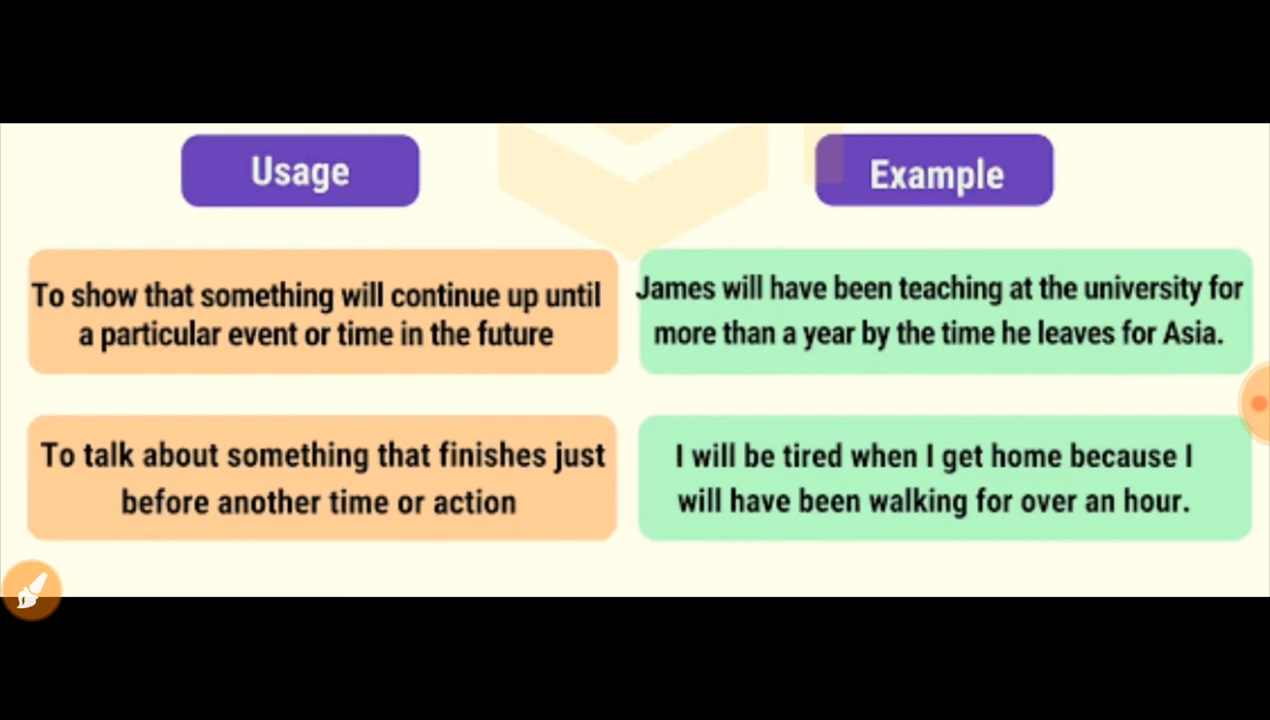 Usage
Example
To show that something will continue up until
a particular event or time in the future
James will have been teaching at the university for
more than a year by the time he leaves for Asia.
To talk about something that finishes just
before another time or action
I will be tired when I get home because I
will have been walking for over an hour.